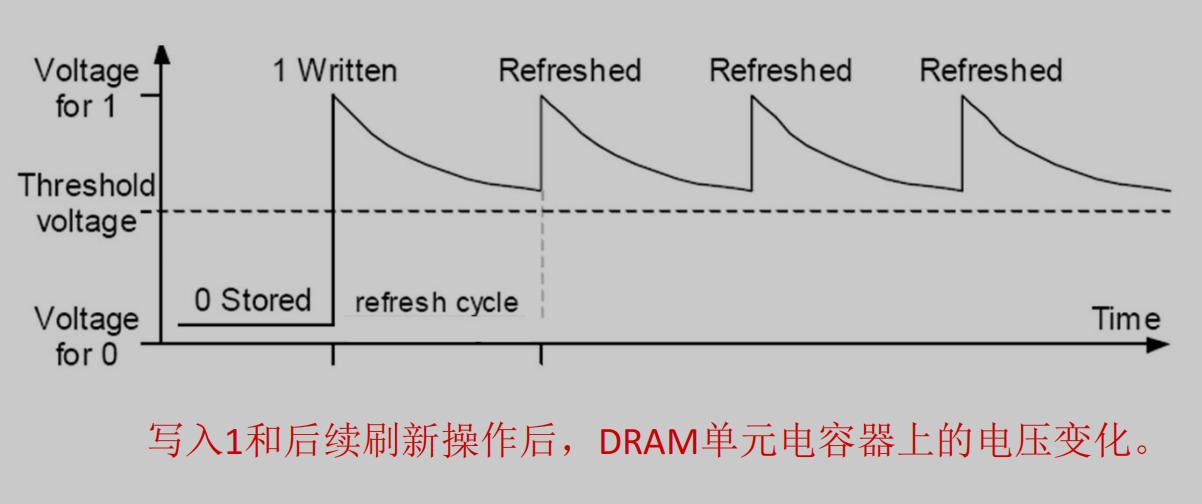 Voltage
for 1
1 Written
Refreshed
Refreshed
Refreshed
Threshold
voltage
0 Stored
refresh cycle
Voltage
for 0
Time
写入1和后续刷新操作后，DRAM单元电容器上的电压变化。